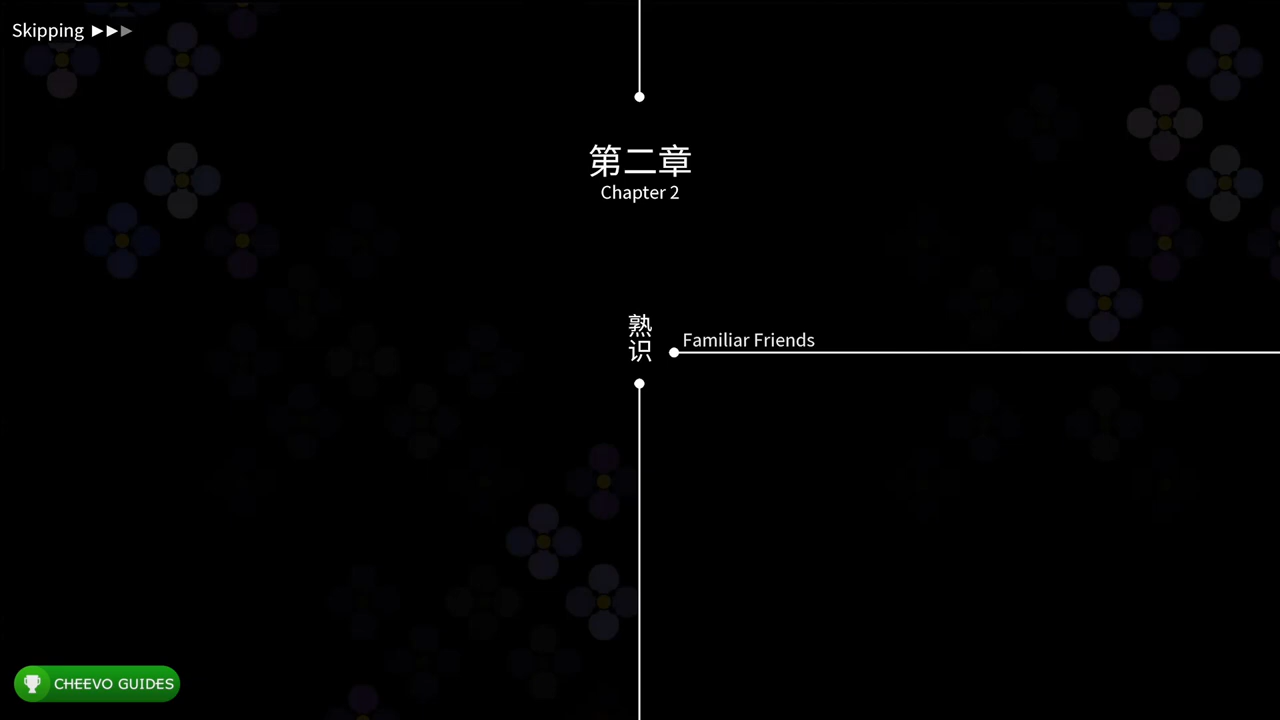 Skipping
第二章
Chapter 2
熟识
Familiar Friends
CHEEVO GUIDES